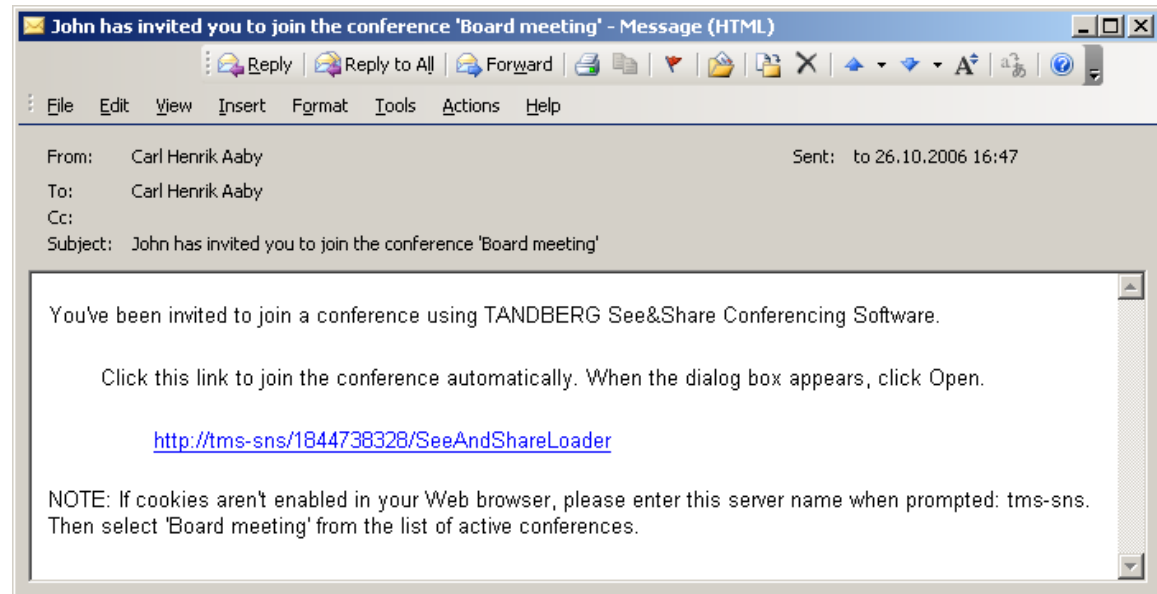 John has invited you to join the conference 'Board meeting' - Message (HTML)
Reply Reply to All Forward
File Edit View Insert Format Tools Actions Help
From: Carl Henrik Aaby Sent: to 26.10.2006 16:47
To: Carl Henrik Aaby
Cc:
Subject: John has invited you to join the conference 'Board meeting'
You've been invited to join a conference using TANDBERG See&Share Conferencing Software.
Click this link to join the conference automatically. When the dialog box appears, click Open.
http://tms-sns/1844738328/SeeAndShareLoader
NOTE: If cookies aren't enabled in your Web browser, please enter this server name when prompted: tms-sns.
Then select 'Board meeting' from the list of active conferences.